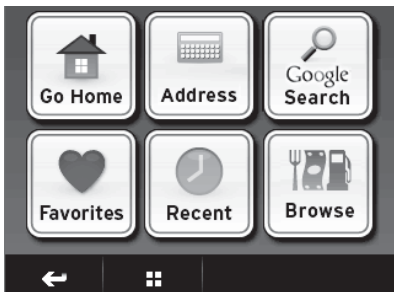 Go Home
Address
Google
Search
Favorites
Recent
Browse